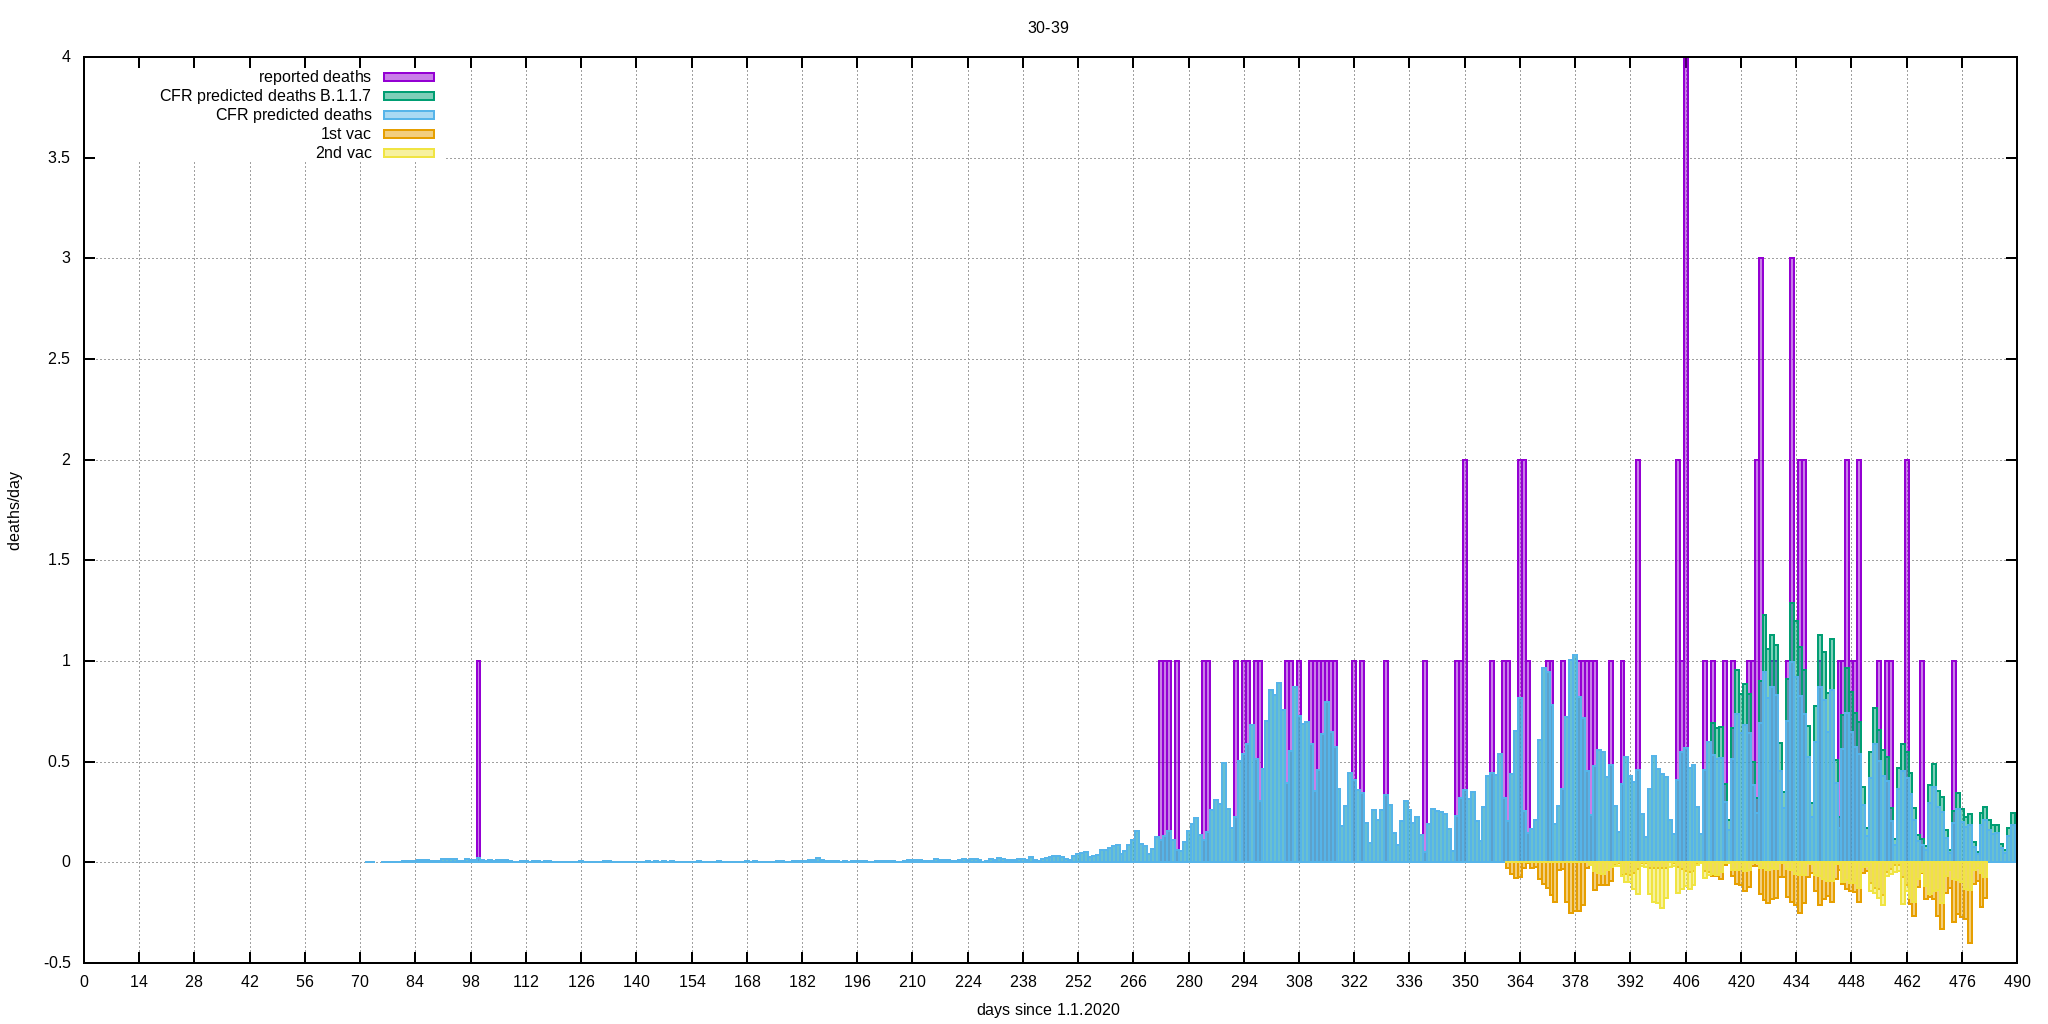 30-39
reported deaths
CFR predicted deaths B.1.1.7
CFR predicted deaths
1st vac
2nd vac
4
3.5
3
2.5
2
1.5
1
0.5
0
-0.5
deaths/day
0 14 28 42 56 70 84 98 112 126 140 154 168 182 196 210 224 238 252 266 280 294 308 322 336 350 364 378 392 406 420 434 448 462 476 490
days since 1.1.2020